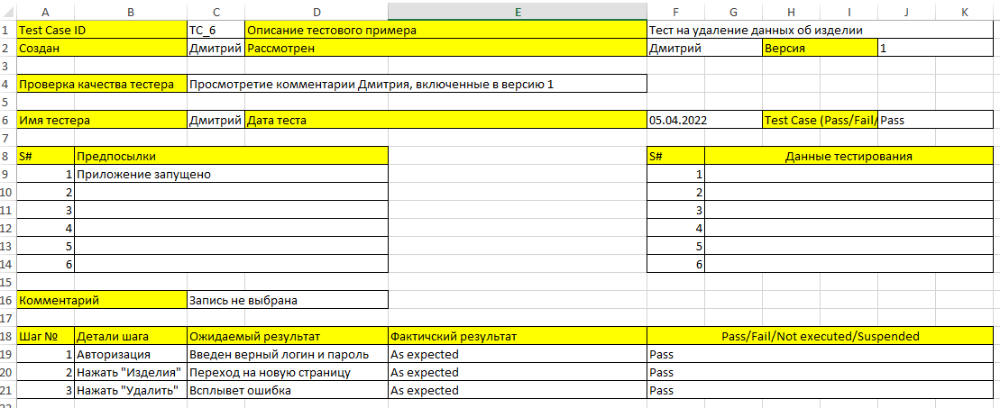 A B C D E F G H I J K
1 Test Case ID TC_6 Описание тестового примера Тест на удаление данных об изделии
2 Создан Дмитрий Рассмотрен Дмитрий Версия 1
3
4 Проверка качества тестера Просмотретие комментарии Дмитрия, включенные в версию 1
5
6 Имя тестера Дмитрий Дата теста 05.04.2022 Test Case (Pass/Fail/ Pass
7
8 S# Предпосылки S# Данные тестирования
9 1 Приложение запущено 1
10 2 2
11 3 3
12 4 4
13 5 5
14 6 6
15
16 Комментарий Запись не выбрана
17
18 Шаг № Детали шага Ожидаемый результат Фактичский результат Pass/Fail/Not executed/Suspended
19 1 Авторизация Введен верный логин и пароль As expected Pass
20 2 Нажать "Изделия" Переход на новую страницу As expected Pass
21 3 Нажать "Удалить" Всплывет ошибка As expected Pass